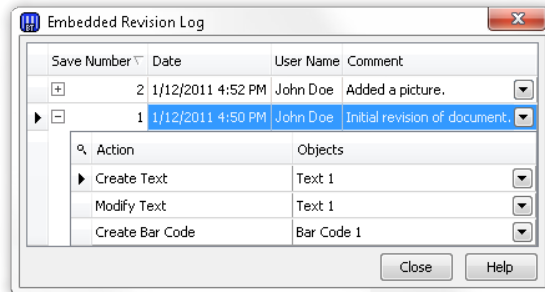 BT Embedded Revision Log
Save Number Date User Name Comment
2 1/12/2011 4:52 PM John Doe Added a picture.
1 1/12/2011 4:50 PM John Doe Initial revision of document.
Action Objects
Create Text Text 1
Modify Text Text 1
Create Bar Code Bar Code 1
Close Help